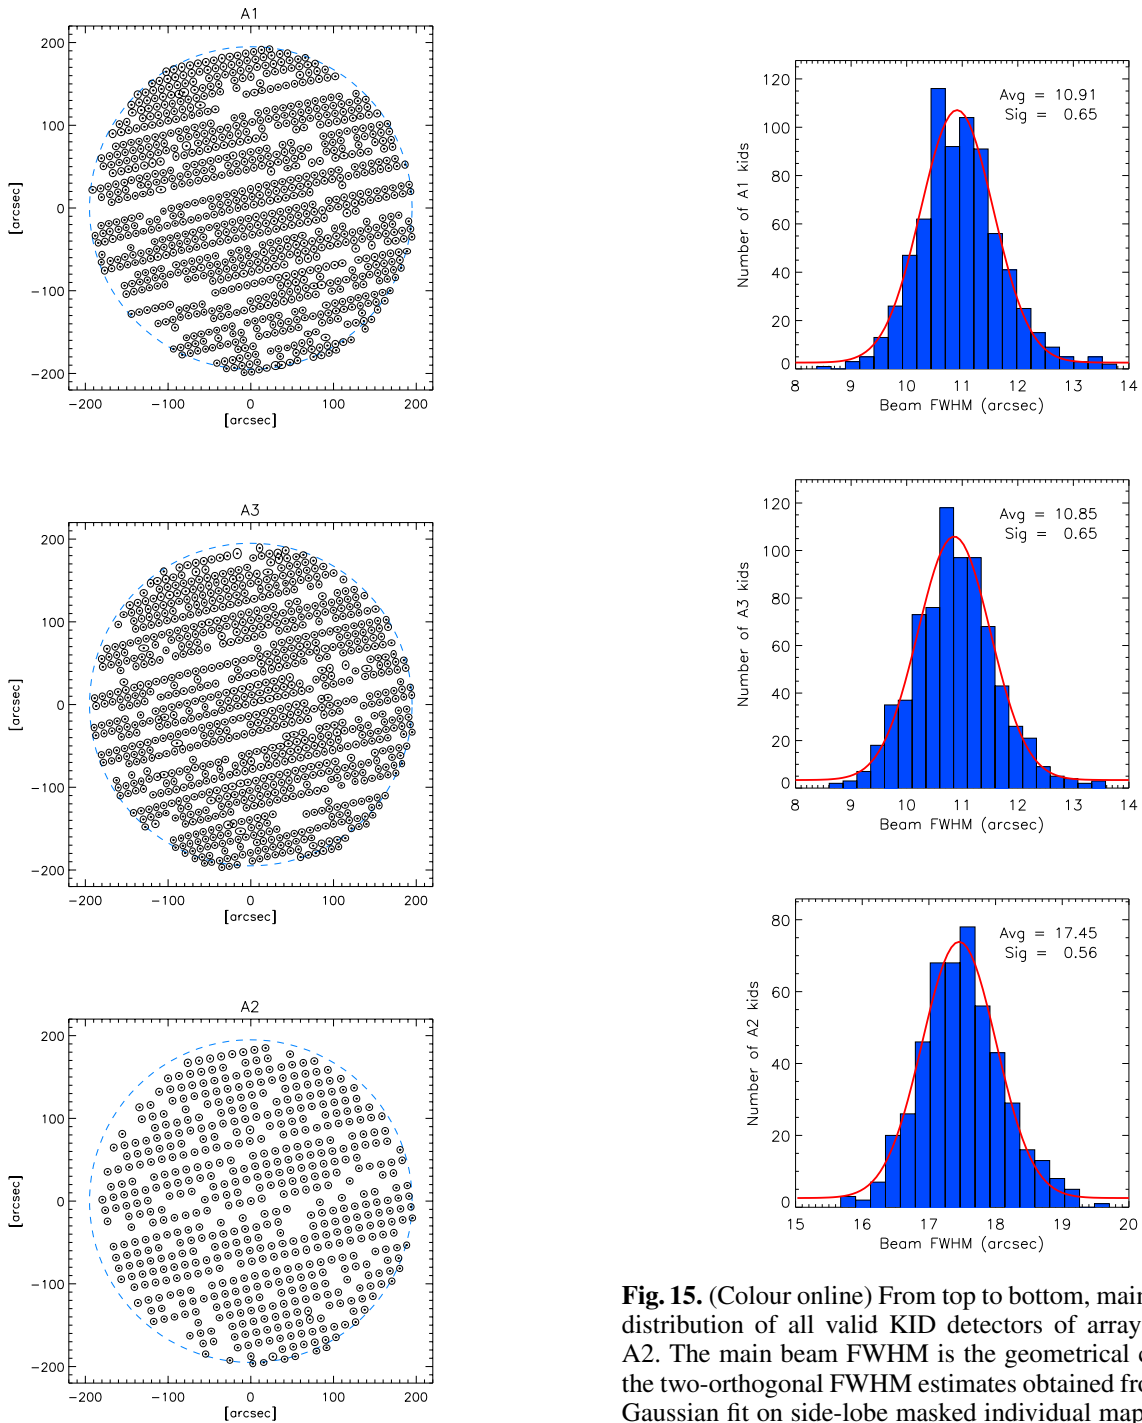 A1
200
100
0
−100
−200
[arcsec]
−200 −100 0 100 200
[arcsec]
120
100
80
60
40
20
0
Number of A1 kids
Avg = 10.91
Sig = 0.65
8 9 10 11 12 13 14
Beam FWHM (arcsec)
A3
200
100
0
−100
−200
[arcsec]
−200 −100 0 100 200
[arcsec]
120
100
80
60
40
20
0
Number of A3 kids
Avg = 10.85
Sig = 0.65
8 9 10 11 12 13 14
Beam FWHM (arcsec)
A2
200
100
0
−100
−200
[arcsec]
−200 −100 0 100 200
[arcsec]
80
60
40
20
0
Number of A2 kids
Avg = 17.45
Sig = 0.56
15 16 17 18 19 20
Beam FWHM (arcsec)
Fig. 15. (Colour online) From top to bottom, main
distribution of all valid KID detectors of array
A2. The main beam FWHM is the geometrical
the two-orthogonal FWHM estimates obtained
Gaussian fit on side-lobe masked individual